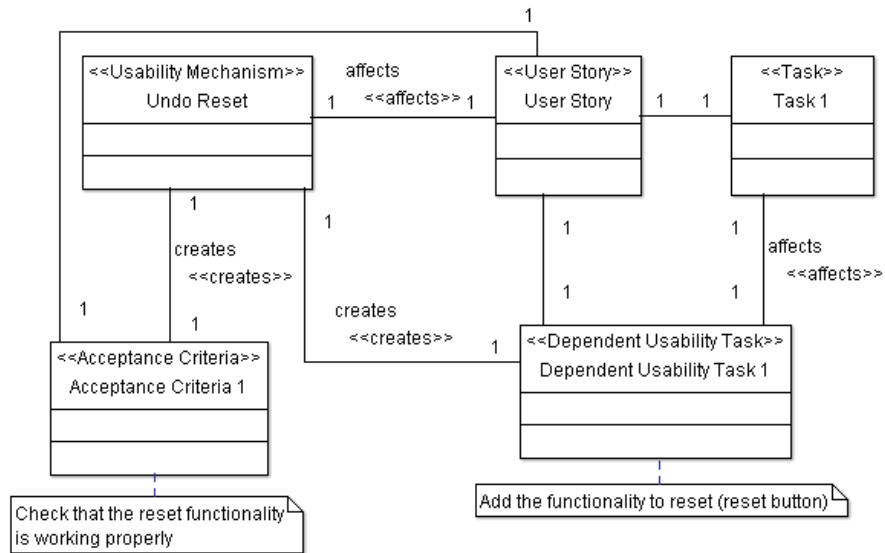 1
<<Usability Mechanism>>
Undo Reset
affects
<<affects>>
1
1
<<User Story>>
User Story
1
1
<<Task>>
Task 1
1
creates
<<creates>>
1
1
1
creates
<<creates>>
1
1
1
1
affects
<<affects>>
1
<<Acceptance Criteria>>
Acceptance Criteria 1
<<Dependent Usability Task>>
Dependent Usability Task 1
Check that the reset functionality
is working properly
Add the functionality to reset (reset button)